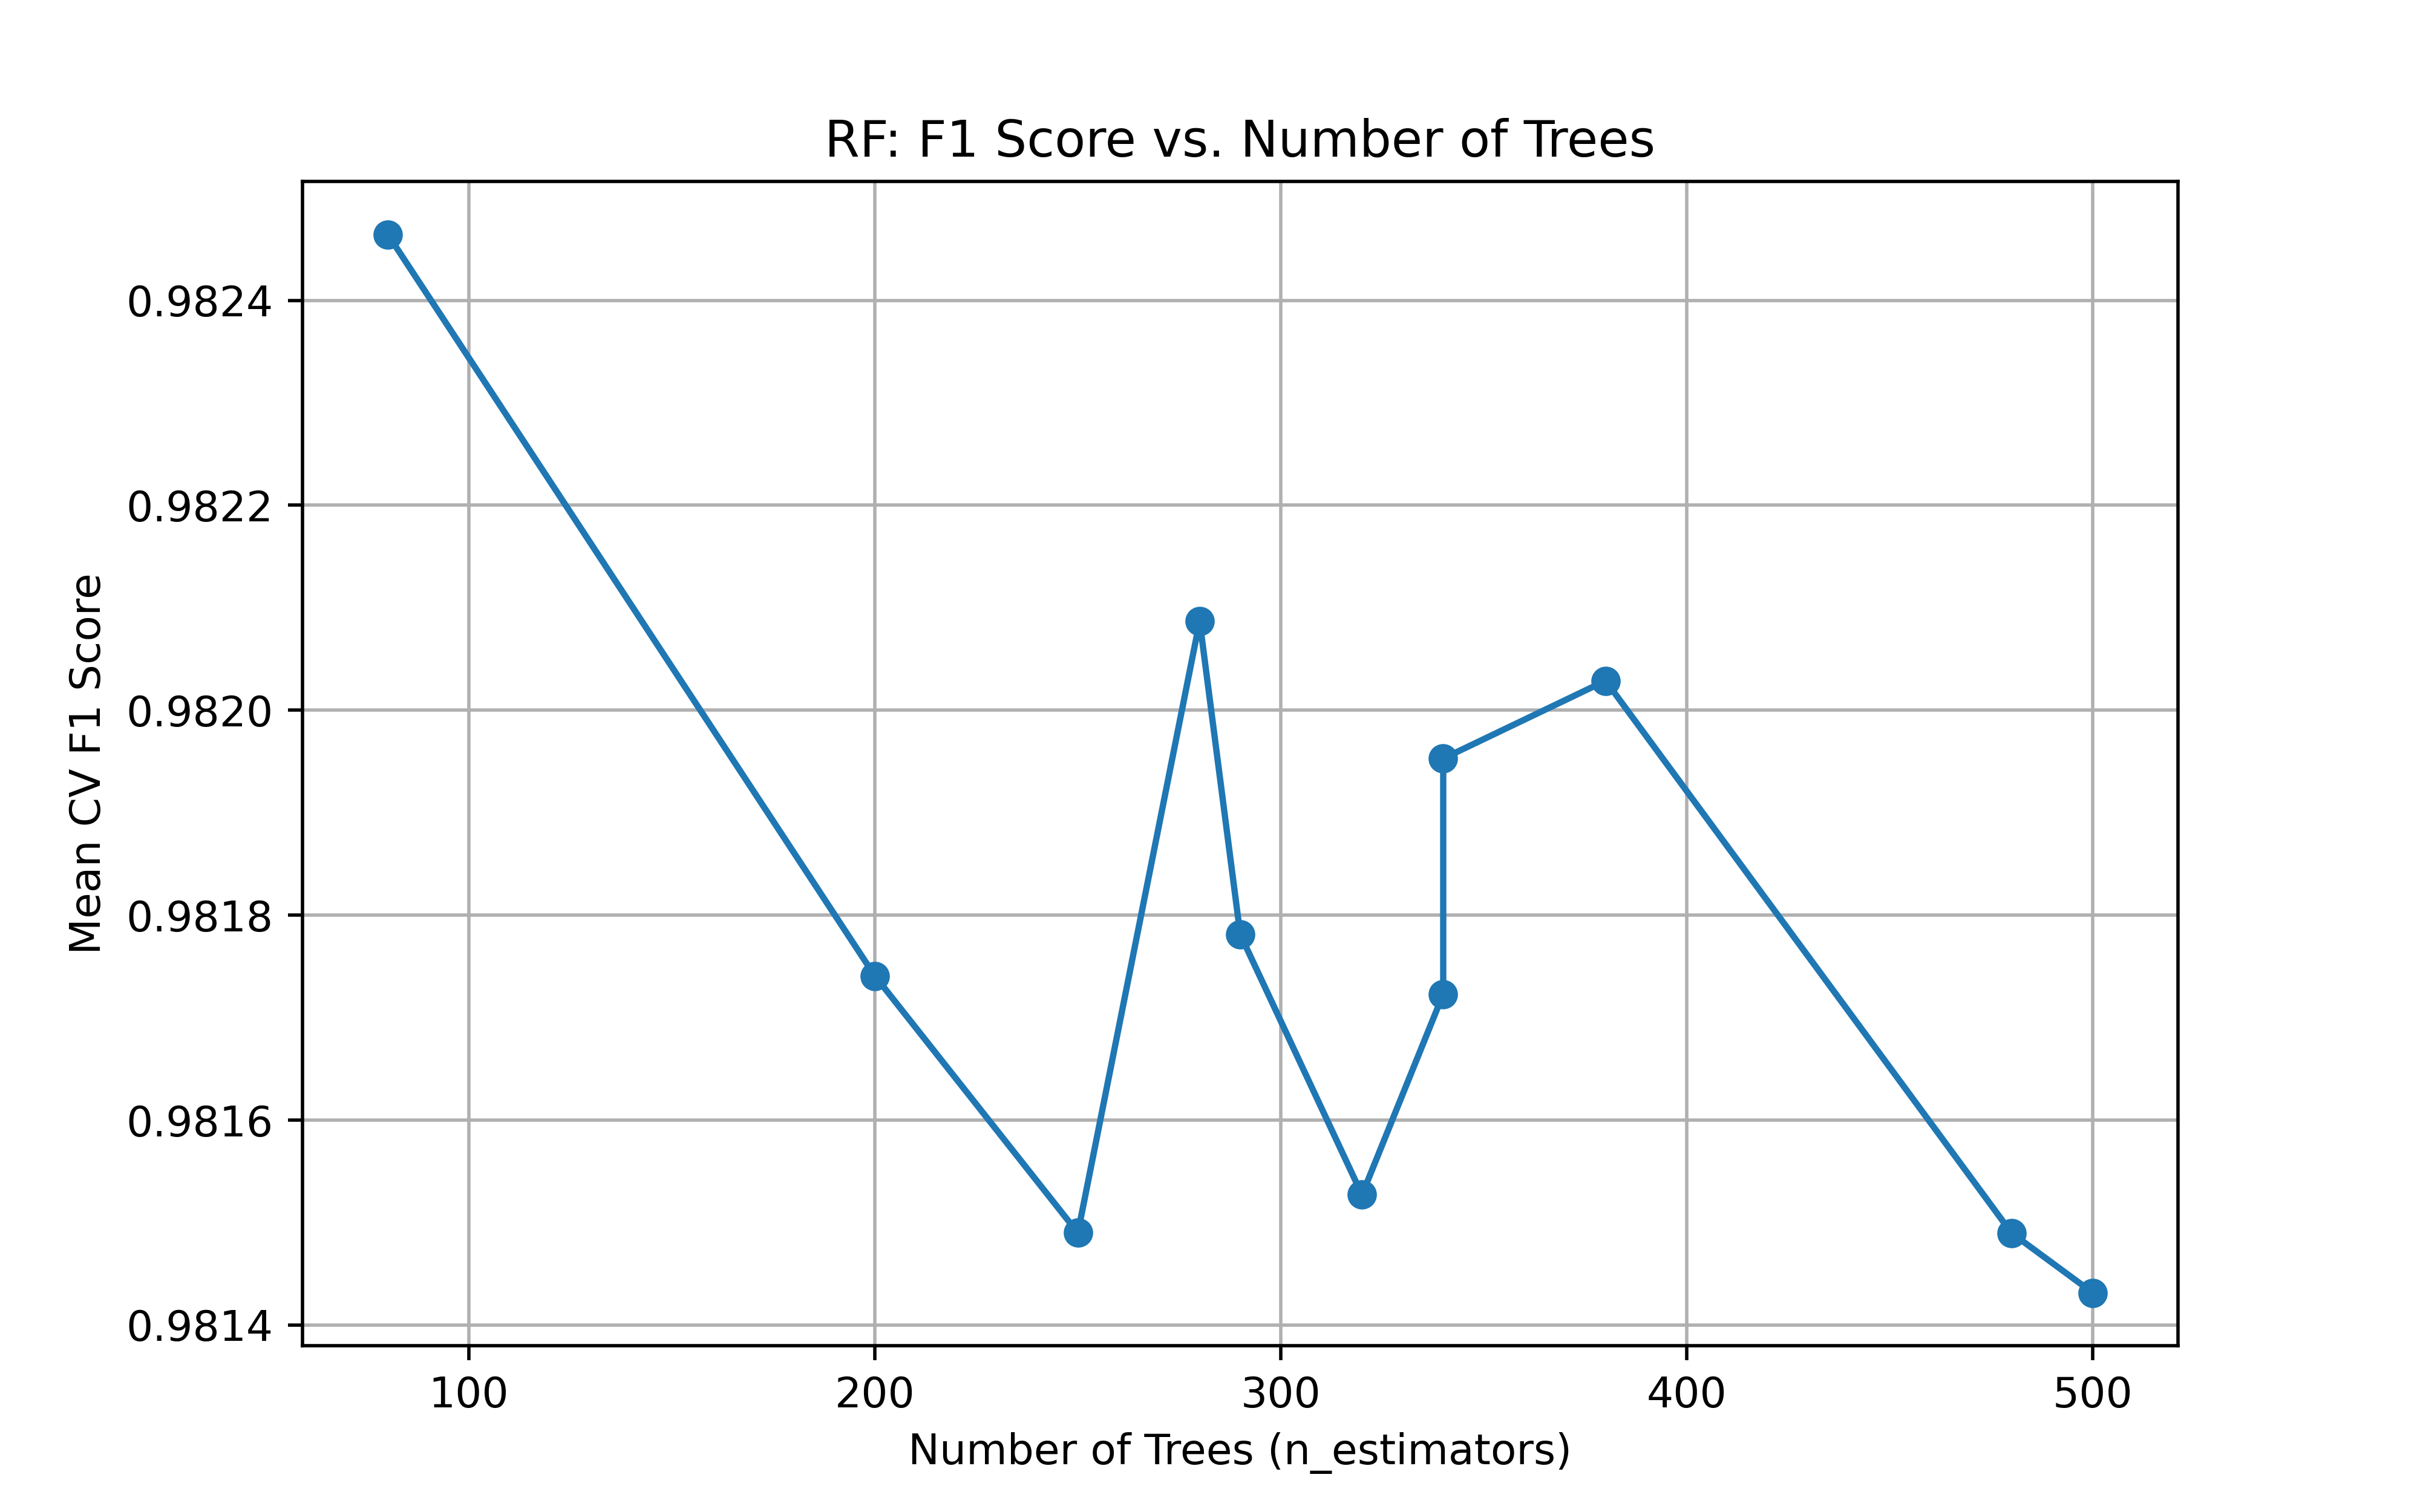 RF: F1 Score vs. Number of Trees
Mean CV F1 Score
0.9824
0.9822
0.9820
0.9818
0.9816
0.9814
100 200 300 400 500
Number of Trees (n_estimators)